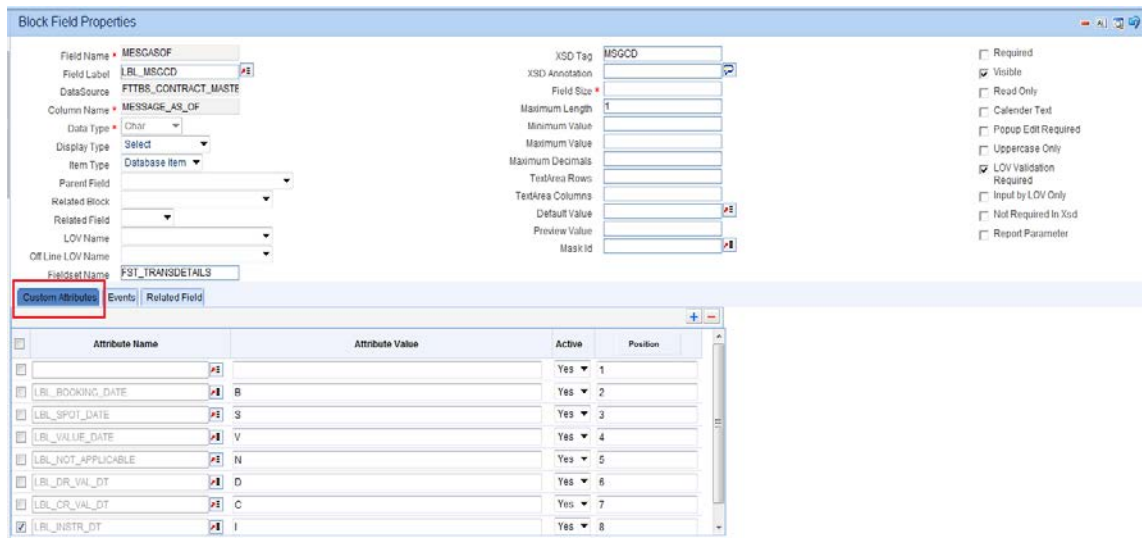 Block Field Properties
Field Name * MESGASOF
Field Label LBL_MSGCD
DataSource FTTBS_CONTRACT_MASTE
Column Name * MESSAGE_AS_OF
Data Type * Char
Display Type Select
Item Type Database Item
Parent Field
Related Block
Related Field
LOV Name
Off Line LOV Name
Fieldset Name FST_TRANSDETAILS
XSD Tag MSGCD
XSD Annotation
Field Size *
Maximum Length 1
Minimum Value
Maximum Value
Maximum Decimals
TextArea Rows
TextArea Columns
Default Value
Preview Value
Mask Id
Required
Visible
Read Only
Calender Text
Popup Edit Required
Uppercase Only
LOV Validation
Required
Input by LOV Only
Not Required In Xsd
Report Parameter
Custom Attributes Events Related Field
Attribute Name Attribute Value Active Position
Yes 1
LBL_BOOKING_DATE B Yes 2
LBL_SPOT_DATE S Yes 3
LBL_VALUE_DATE V Yes 4
LBL_NOT_APPLICABLE N Yes 5
LBL_DR_VAL_DT D Yes 6
LBL_CR_VAL_DT C Yes 7
LBL_INSTR_DT I Yes 8